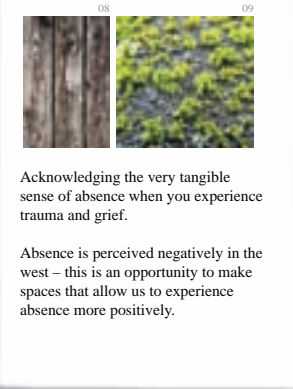 08 09
Acknowledging the very tangible
sense of absence when you experience
trauma and grief.
Absence is perceived negatively in the
west – this is an opportunity to make
spaces that allow us to experience
absence more positively.